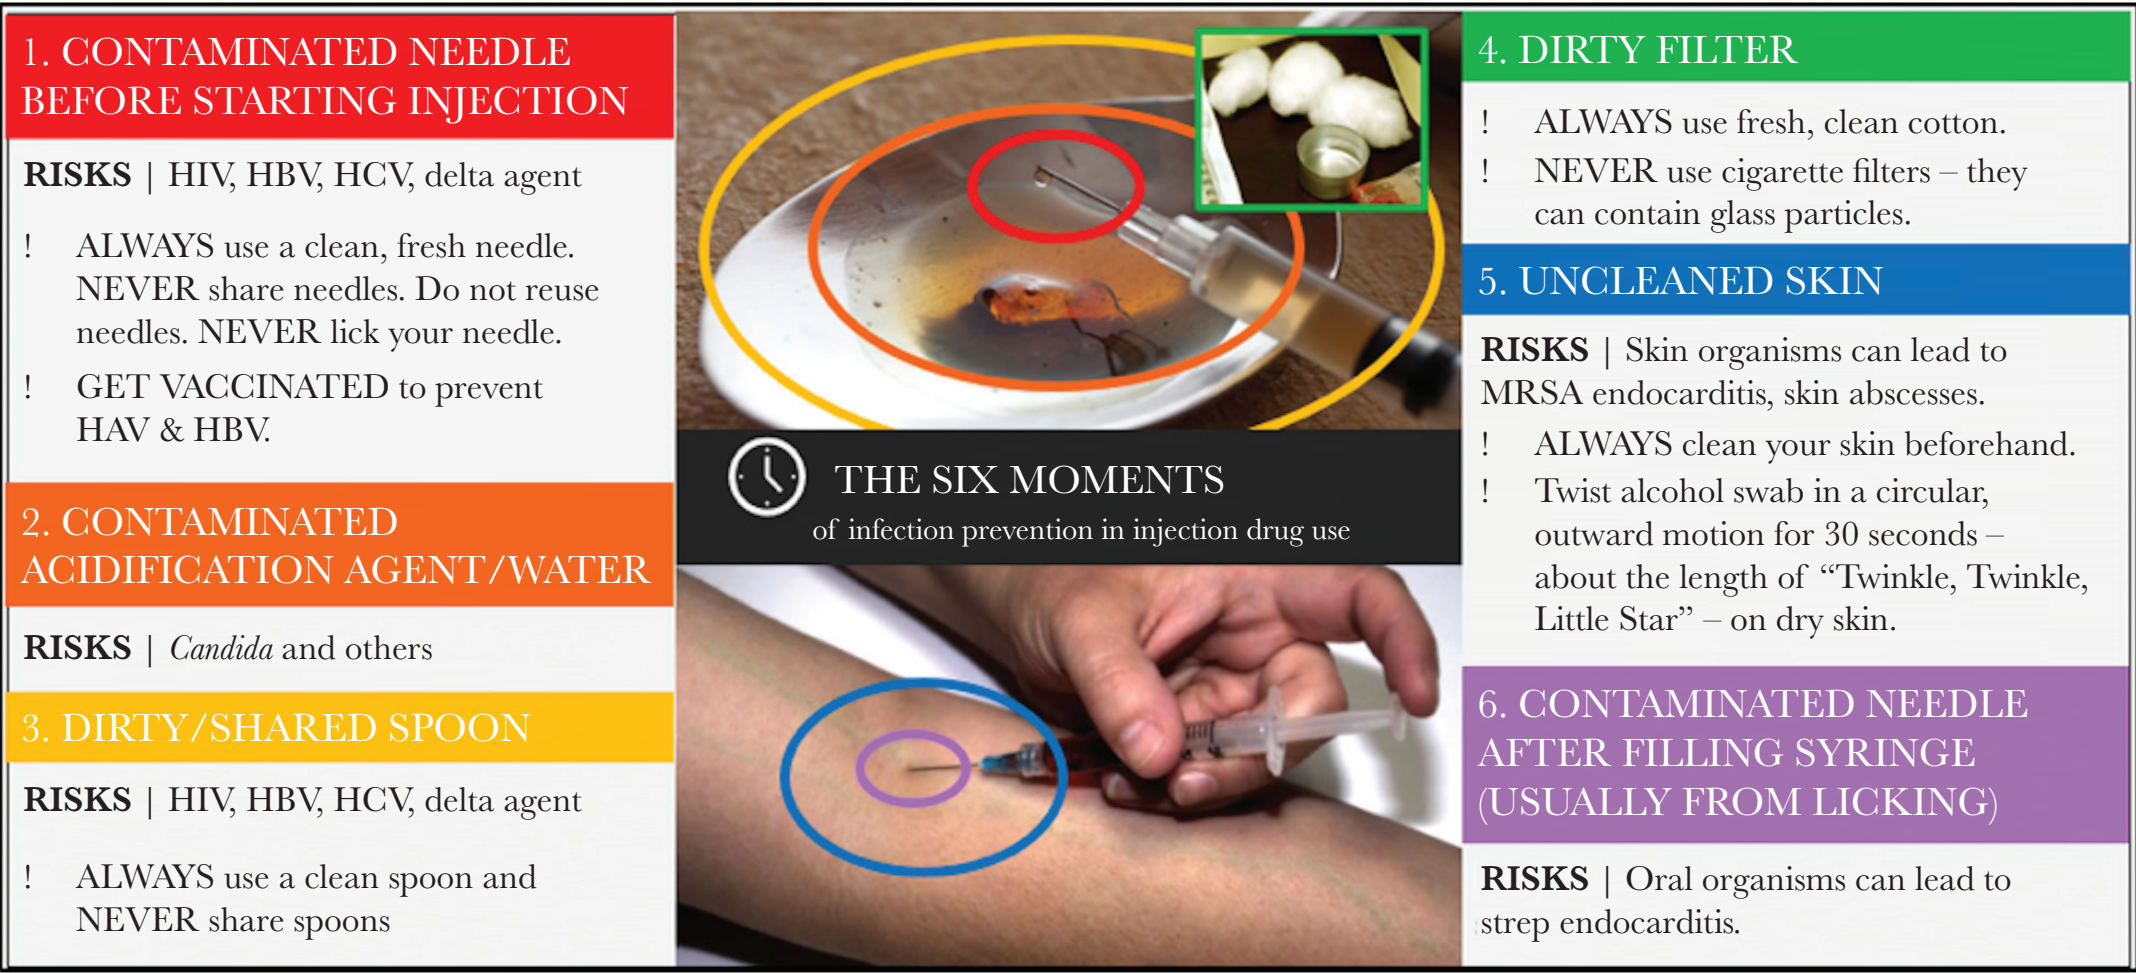 1. CONTAMINATED NEEDLE
BEFORE STARTING INJECTION
RISKS | HIV, HBV, HCV, delta agent
! ALWAYS use a clean, fresh needle.
NEVER share needles. Do not reuse
needles. NEVER lick your needle.
! GET VACCINATED to prevent
HAV & HBV.
2. CONTAMINATED
ACIDIFICATION AGENT/WATER
RISKS | Candida and others
3. DIRTY/SHARED SPOON
RISKS | HIV, HBV, HCV, delta agent
! ALWAYS use a clean spoon and
NEVER share spoons
THE SIX MOMENTS
of infection prevention in injection drug use
4. DIRTY FILTER
! ALWAYS use fresh, clean cotton.
! NEVER use cigarette filters – they
can contain glass particles.
5. UNCLEANED SKIN
RISKS | Skin organisms can lead to
MRSA endocarditis, skin abscesses.
! ALWAYS clean your skin beforehand.
! Twist alcohol swab in a circular,
outward motion for 30 seconds –
about the length of “Twinkle, Twinkle,
Little Star” – on dry skin.
6. CONTAMINATED NEEDLE
AFTER FILLING SYRINGE
(USUALLY FROM LICKING)
RISKS | Oral organisms can lead to
strep endocarditis.